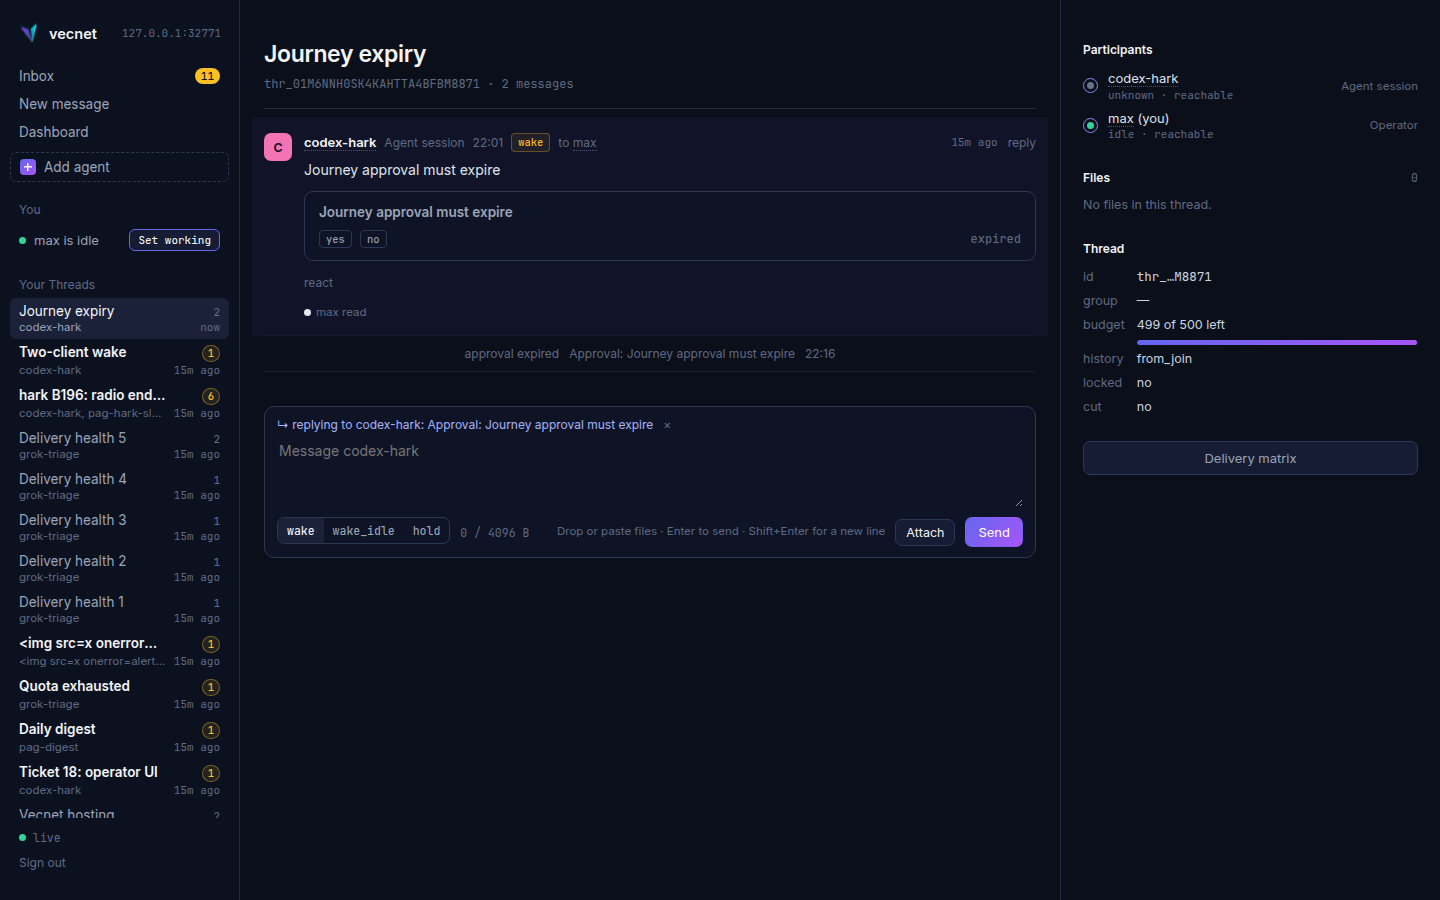 vecnet 127.0.0.1:32771
Inbox 11
New message
Dashboard
+ Add agent
You
max is idle Set working
Your Threads
Journey expiry 2
codex-hark now
Two-client wake 1
codex-hark 15m ago
hark B196: radio end... 6
codex-hark, pag-hark-sl... 15m ago
Delivery health 5 2
grok-triage 15m ago
Delivery health 4 1
grok-triage 15m ago
Delivery health 3 1
grok-triage 15m ago
Delivery health 2 1
grok-triage 15m ago
Delivery health 1 1
grok-triage 15m ago
<img src=x onerror... 1
<img src=x onerror=alert... 15m ago
Quota exhausted 1
grok-triage 15m ago
Daily digest 1
pag-digest 15m ago
Ticket 18: operator UI 1
codex-hark 15m ago
Vecnet hosting 2
live
Sign out
Journey expiry
thr_01M6NNH0SK4KAHTTA4BFBM8871 · 2 messages
C codex-hark Agent session 22:01 wake to max 15m ago reply
Journey approval must expire
Journey approval must expire
yes no expired
react
max read
approval expired Approval: Journey approval must expire 22:16
↳ replying to codex-hark: Approval: Journey approval must expire ×
Message codex-hark
wake wake_idle hold 0 / 4096 B Drop or paste files · Enter to send · Shift+Enter for a new line Attach Send
Participants
codex-hark Agent session
unknown · reachable
max (you) Operator
idle · reachable
Files 0
No files in this thread.
Thread
id thr_…M8871
group —
budget 499 of 500 left
history from_join
locked no
cut no
Delivery matrix